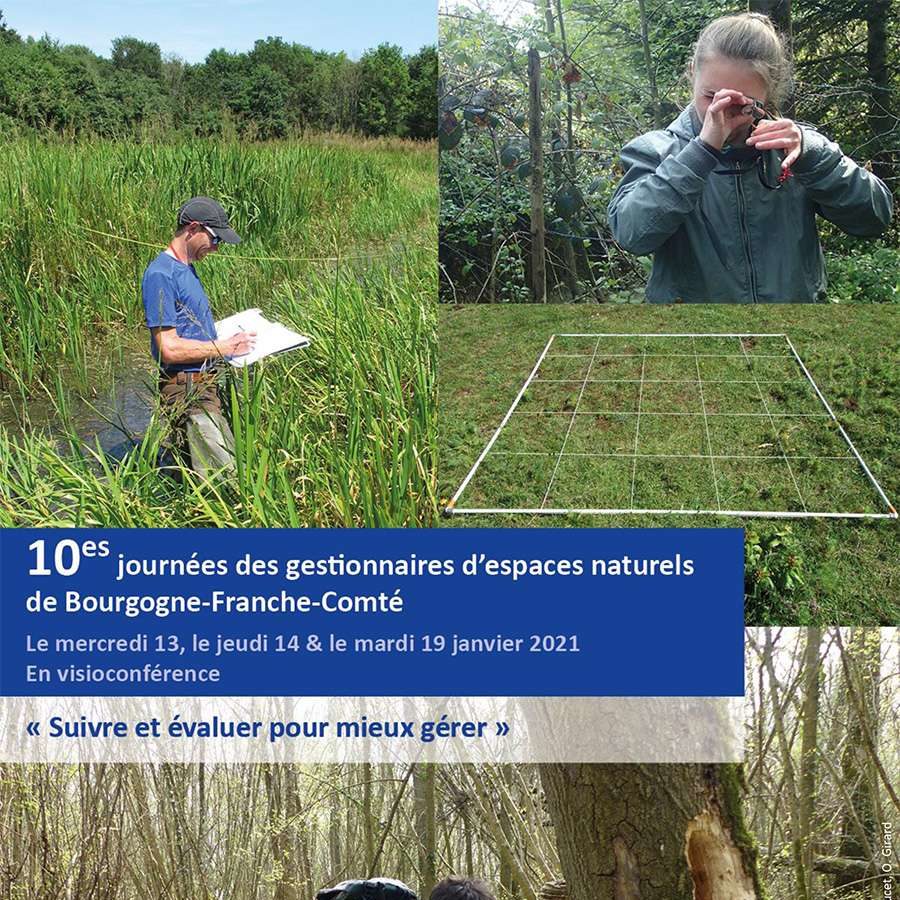 10es journées des gestionnaires d'espaces naturels
de Bourgogne-Franche-Comté
Le mercredi 13, le jeudi 14 & le mardi 19 janvier 2021
En visioconférence
« Suivre et évaluer pour mieux gérer »
O. Girard